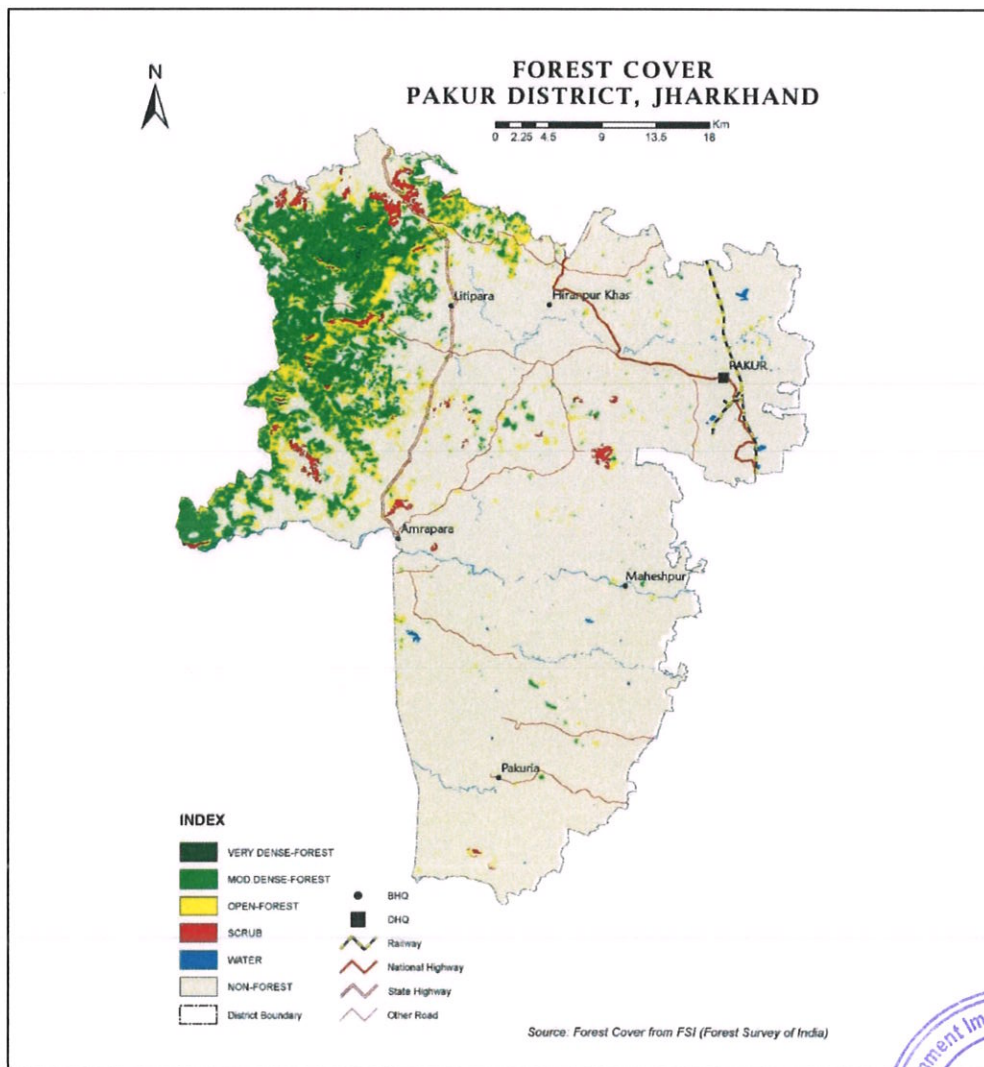 N
FOREST COVER
PAKUR DISTRICT, JHARKHAND
Km
0 2.25 4.5 9 13.5 18
Litipara
Hiranpur Khas
PAKUR
Amrapara
Maheshpur
Pakuria
INDEX
VERY DENSE-FOREST
MOD DENSE-FOREST
OPEN-FOREST
SCRUB
WATER
NON-FOREST
District Boundary
BHQ
DHQ
Railway
National Highway
State Highway
Other Road
Source: Forest Cover from FSI (Forest Survey of India)